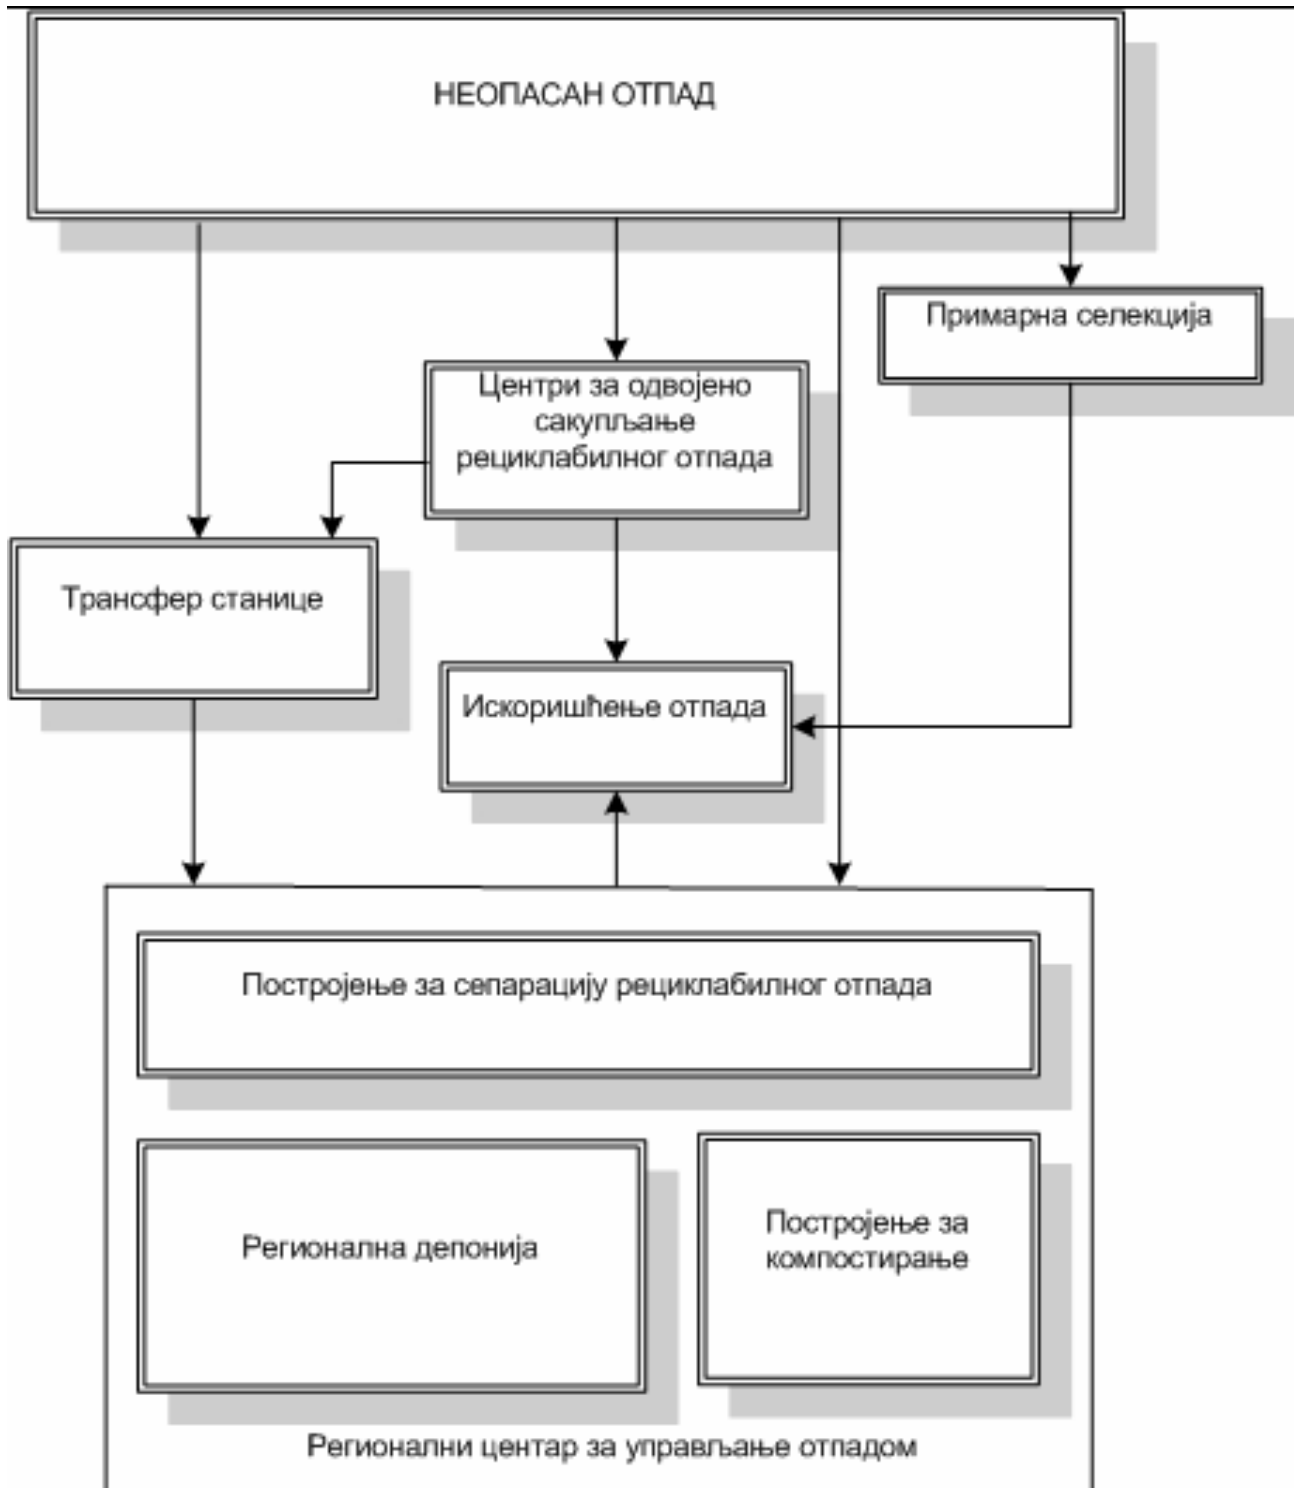 НЕОПАСАН ОТПАД
Примарна селекција
Центри за одвојено
сакупљање
рециклабилног отпада
Трансфер станице
Искоришћење отпада
Постројење за сепарацију рециклабилног отпада
Регионална депонија
Постројење за
компостирање
Регионални центар за управљање отпадом